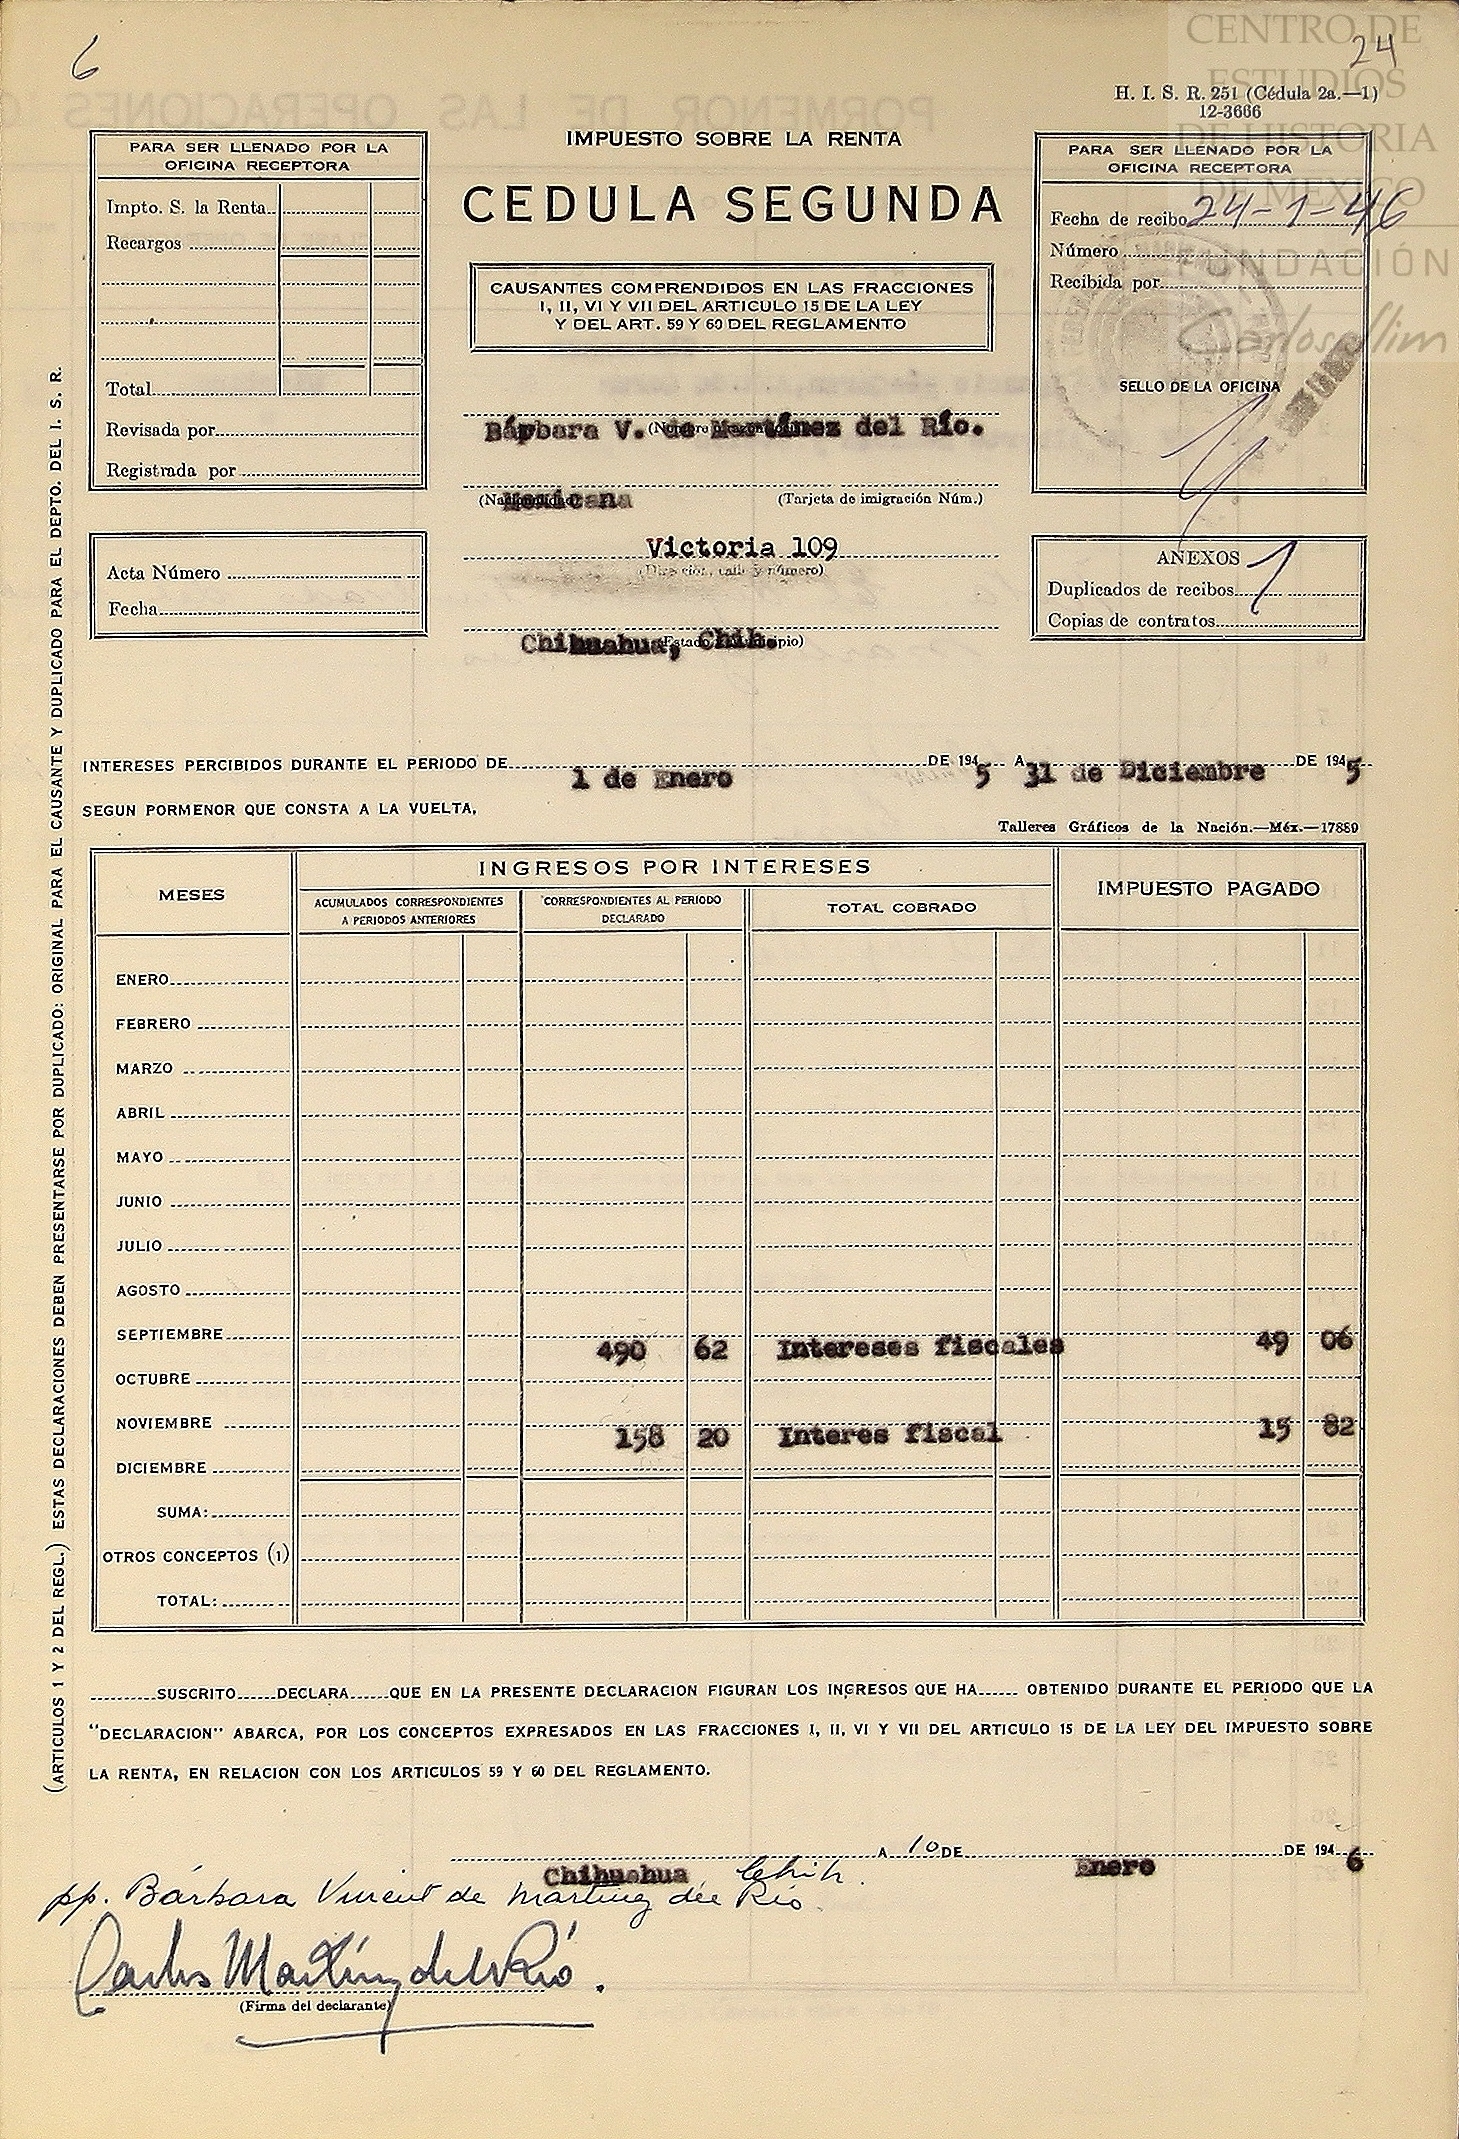 6
24
CENTRO DE
ESTUDIOS
DE HISTORIA
DE MEXICO
FUNDACIÓN
H. I. S. R. 251 (Cédula 2a.—1)
12-3666
PARA SER LLENADO POR LA
OFICINA RECEPTORA
Impto. S. la Renta
Recargos
Total
Revisada por
Registrada por
Acta Número
Fecha
IMPUESTO SOBRE LA RENTA
CEDULA SEGUNDA
CAUSANTES COMPRENDIDOS EN LAS FRACCIONES
I, II, VI Y VII DEL ARTICULO 15 DE LA LEY
Y DEL ART. 59 Y 60 DEL REGLAMENTO
Bárbara V. de Martínez del Río.
Mexicana (Tarjeta de imigración Núm.)
Victoria 109
(Dirección, calle y número)
Chihuahua, Chih.
PARA SER LLENADO POR LA
OFICINA RECEPTORA
Fecha de recibo 24-1-46
Número
Recibida por
SELLO DE LA OFICINA
ANEXOS
Duplicados de recibos 1
Copias de contratos
INTERESES PERCIBIDOS DURANTE EL PERIODO DE 1 de Enero DE 1945 A 31 de Diciembre DE 1945
SEGUN PORMENOR QUE CONSTA A LA VUELTA,
Talleres Gráficos de la Nación.—Méx.—17889
MESES
INGRESOS POR INTERESES
IMPUESTO PAGADO
ACUMULADOS CORRESPONDIENTES
A PERIODOS ANTERIORES
CORRESPONDIENTES AL PERIODO
DECLARADO
TOTAL COBRADO
ENERO
FEBRERO
MARZO
ABRIL
MAYO
JUNIO
JULIO
AGOSTO
SEPTIEMBRE 490 62 Intereses fiscales 49 06
OCTUBRE
NOVIEMBRE 158 20 Interes fiscal 15 82
DICIEMBRE
SUMA:
OTROS CONCEPTOS (1)
TOTAL:
SUSCRITO DECLARA QUE EN LA PRESENTE DECLARACION FIGURAN LOS INGRESOS QUE HA OBTENIDO DURANTE EL PERIODO QUE LA
"DECLARACION" ABARCA, POR LOS CONCEPTOS EXPRESADOS EN LAS FRACCIONES I, II, VI Y VII DEL ARTICULO 15 DE LA LEY DEL IMPUESTO SOBRE
LA RENTA, EN RELACION CON LOS ARTICULOS 59 Y 60 DEL REGLAMENTO.
Chihuahua Chih. A 10 DE Enero DE 1946
pp. Bárbara Vincent de Martínez del Río.
Carlos Martínez del Río.
(Firma del declarante)
(ARTICULOS 1 Y 2 DEL REGL.) ESTAS DECLARACIONES DEBEN PRESENTARSE POR DUPLICADO: ORIGINAL PARA EL CAUSANTE Y DUPLICADO PARA EL DEPTO. DEL I. S. R.